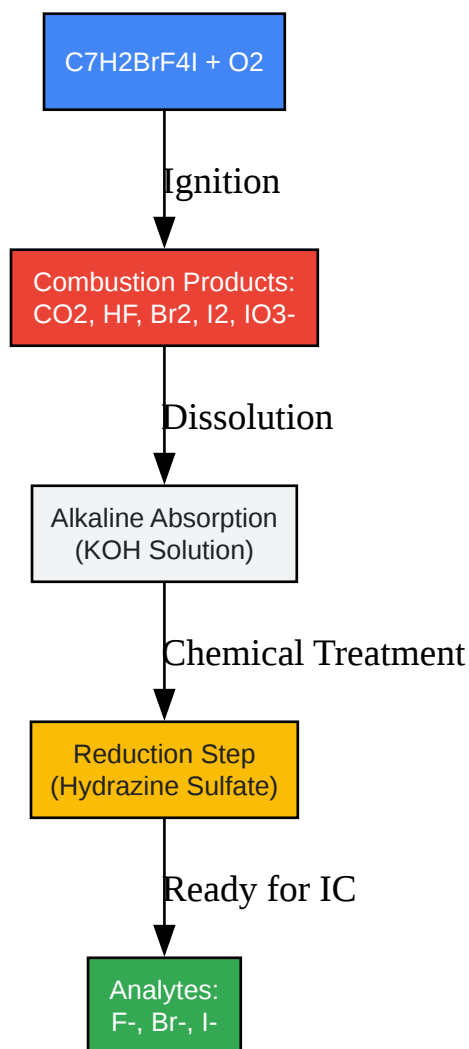 C7H2BrF4I + O2
Ignition
Combustion Products:
CO2, HF, Br2, I2, IO3-
Dissolution
Alkaline Absorption
(KOH Solution)
Chemical Treatment
Reduction Step
(Hydrazine Sulfate)
Ready for IC
Analytes:
F-, Br-, I-